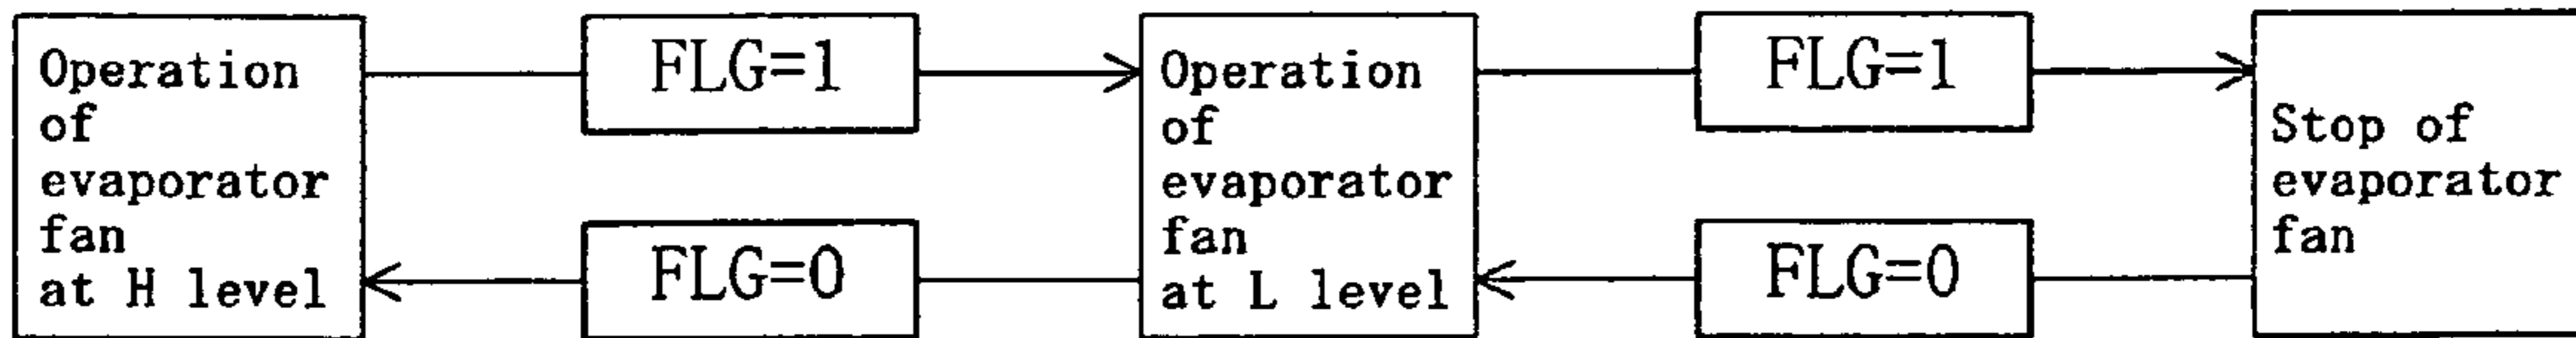 Operation
of
evaporator
fan
at H level
FLG=1
FLG=0
Operation
of
evaporator
fan
at L level
FLG=1
FLG=0
Stop of
evaporator
fan